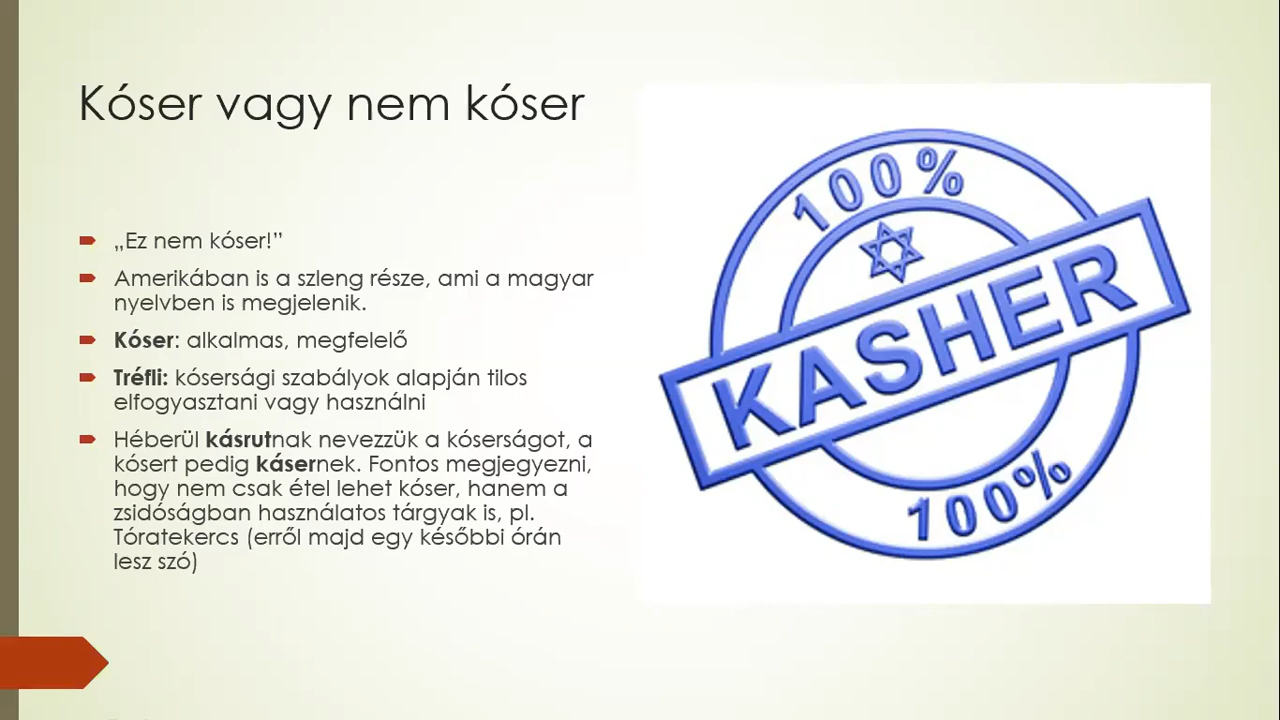 Kóser vagy nem kóser
„Ez nem kóser!”
Amerikában is a szleng része, ami a magyar
nyelvben is megjelenik.
Kóser: alkalmas, megfelelő
Tréfli: kósersági szabályok alapján tilos
elfogyasztani vagy használni
Héberül kásrutnak nevezzük a kóserságot, a
kósert pedig kásernek. Fontos megjegyezni,
hogy nem csak étel lehet kóser, hanem a
zsidóságban használatos tárgyak is, pl.
Tóratekercs (erről majd egy későbbi órán
lesz szó)
100%
KASHER
100%